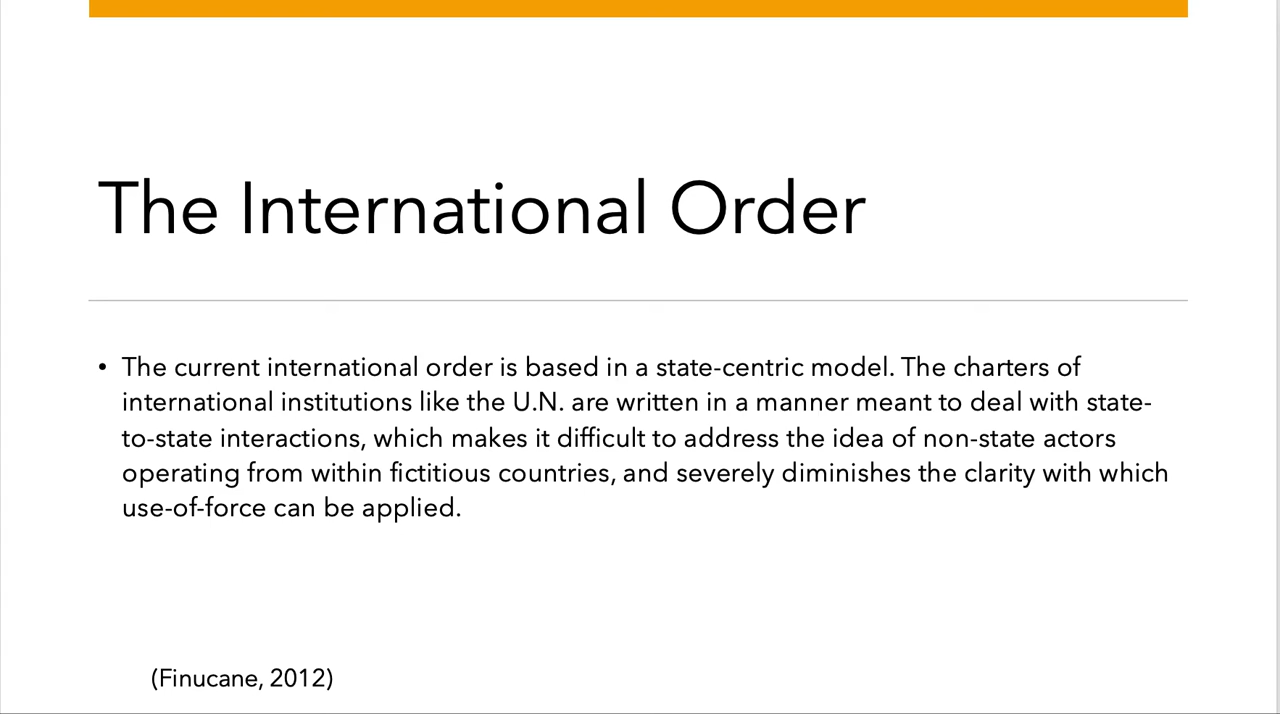 The International Order
• The current international order is based in a state-centric model. The charters of
international institutions like the U.N. are written in a manner meant to deal with state-
to-state interactions, which makes it difficult to address the idea of non-state actors
operating from within fictitious countries, and severely diminishes the clarity with which
use-of-force can be applied.
(Finucane, 2012)